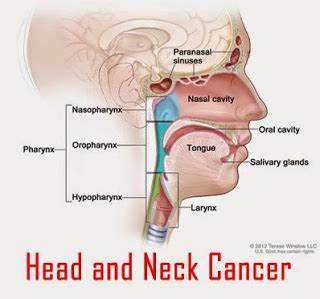 Paranasal
sinuses
Nasal cavity
Nasopharynx
Oral cavity
Pharynx
Oropharynx
Tongue
Salivary glands
Hypopharynx
Larynx
© 2012 Terese Winslow LLC
U.S. Govt. has certain rights
Head and Neck Cancer